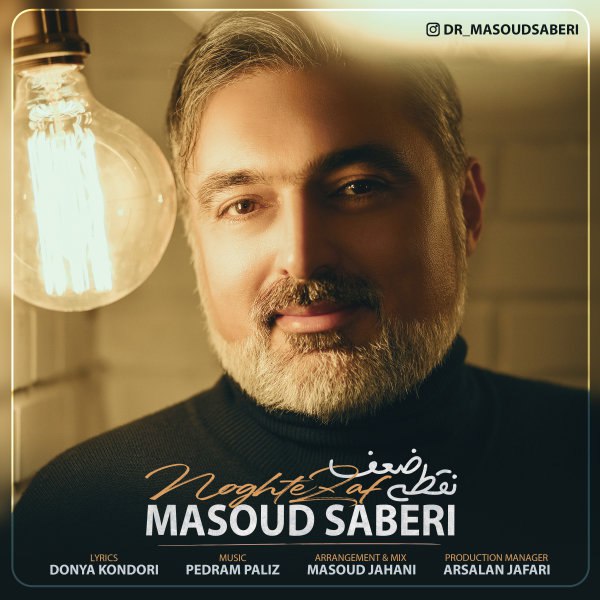 DR_MASOUDSABERI
نقطه ضعف
Noghte Zaf
MASOUD SABERI
LYRICS
DONYA KONDORI
MUSIC
PEDRAM PALIZ
ARRANGEMENT & MIX
MASOUD JAHANI
PRODUCTION MANAGER
ARSALAN JAFARI